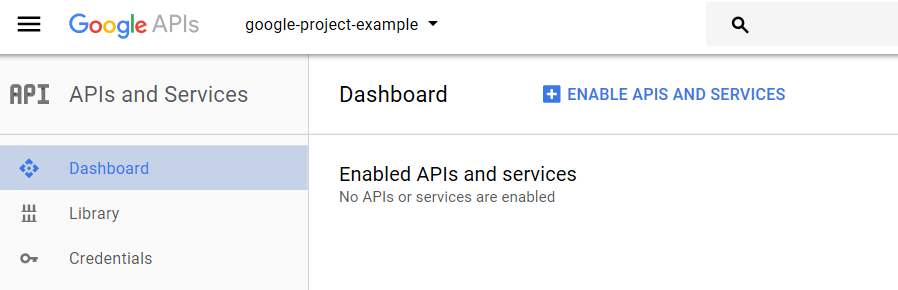 Google APIs google-project-example
API APIs and Services
Dashboard ENABLE APIS AND SERVICES
Dashboard
Library
Credentials
Enabled APIs and services
No APIs or services are enabled